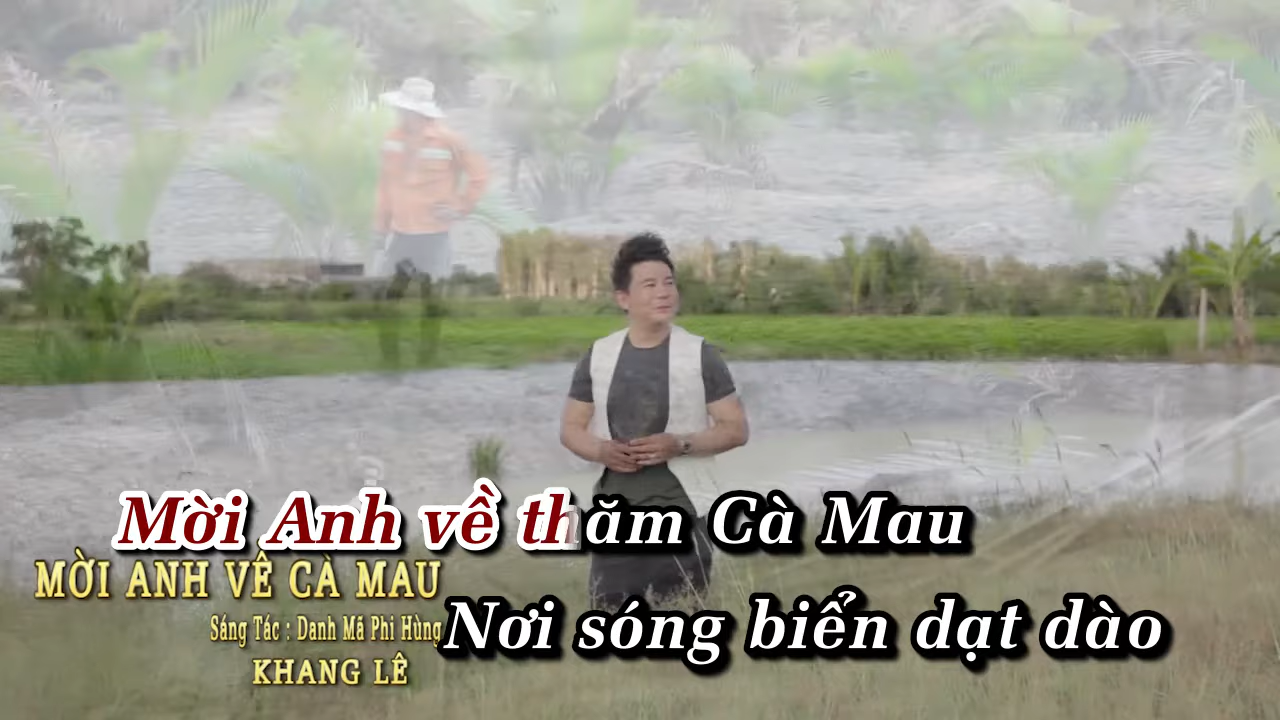 Mời Anh về thăm Cà Mau
MỜI ANH VỀ CÀ MAU
Sáng Tác : Danh Mã Phi Hùng
Nơi sóng biển dạt dào
KHANG LÊ